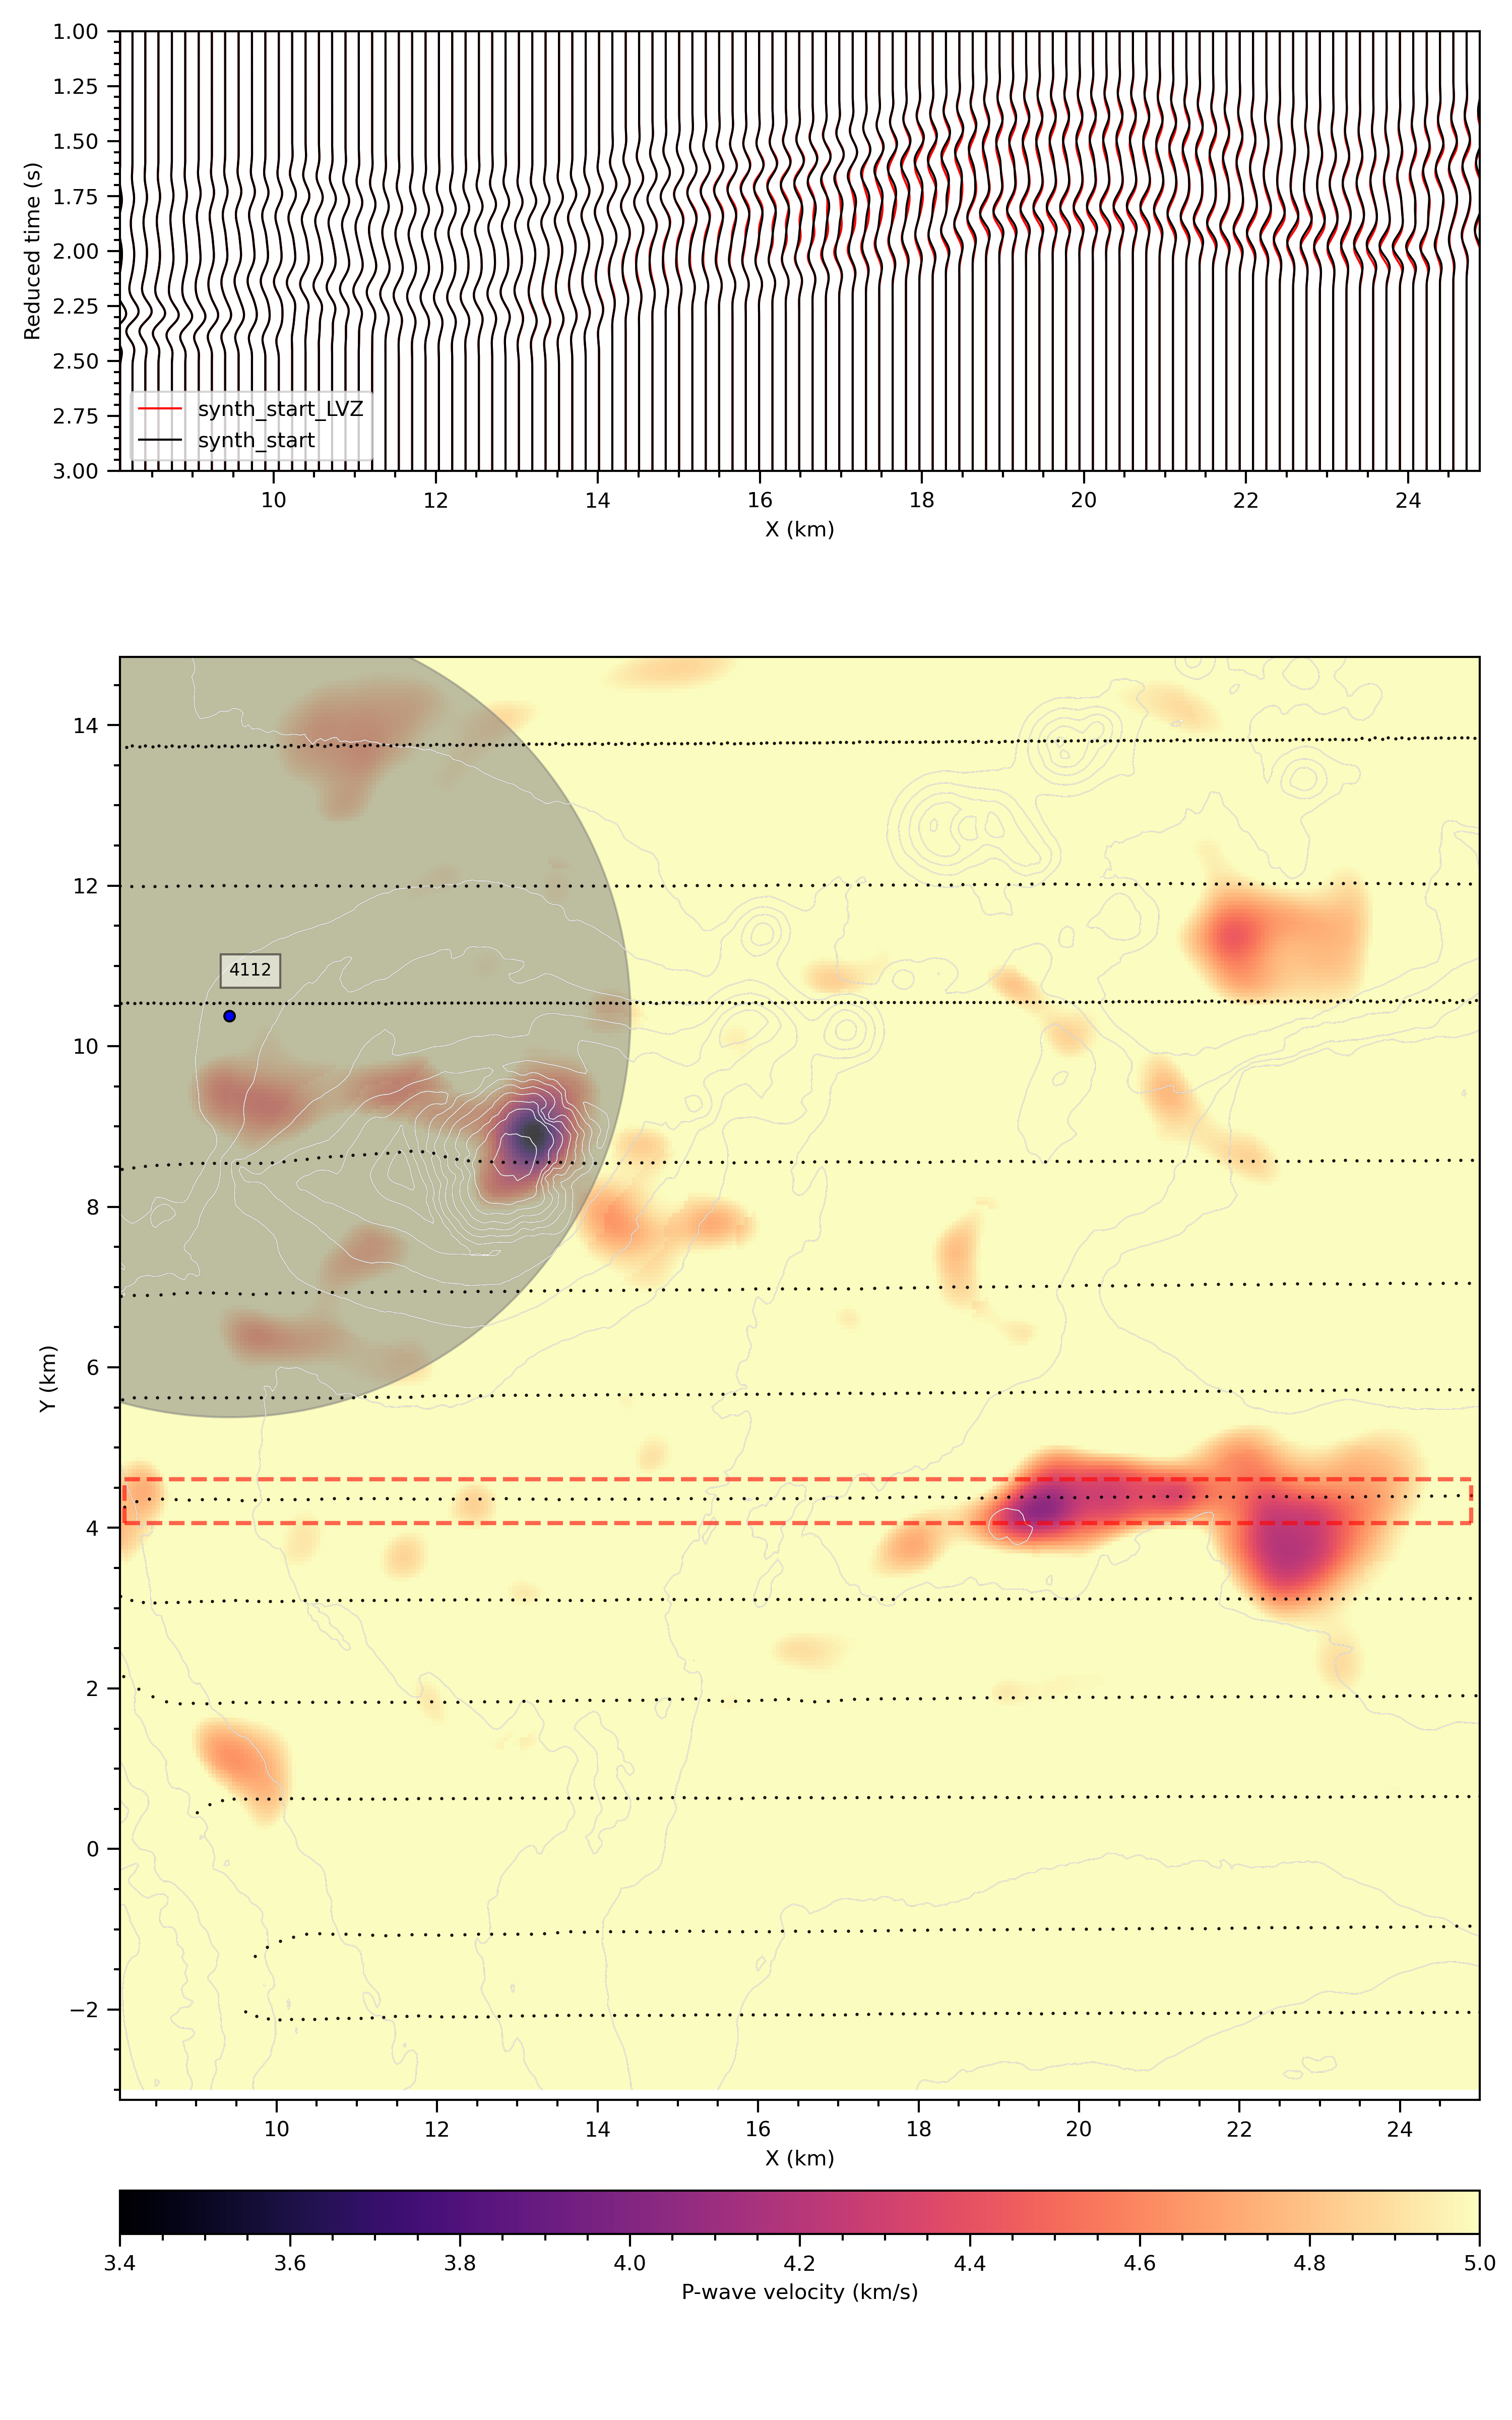 1.00
1.25
1.50
1.75
2.00
2.25
2.50
2.75
3.00
Reduced time (s)
synth_start_LVZ
synth_start
10 12 14 16 18 20 22 24
X (km)
14
12
10
8
6
4
2
0
−2
Y (km)
4112
10 12 14 16 18 20 22 24
X (km)
3.4 3.6 3.8 4.0 4.2 4.4 4.6 4.8 5.0
P-wave velocity (km/s)